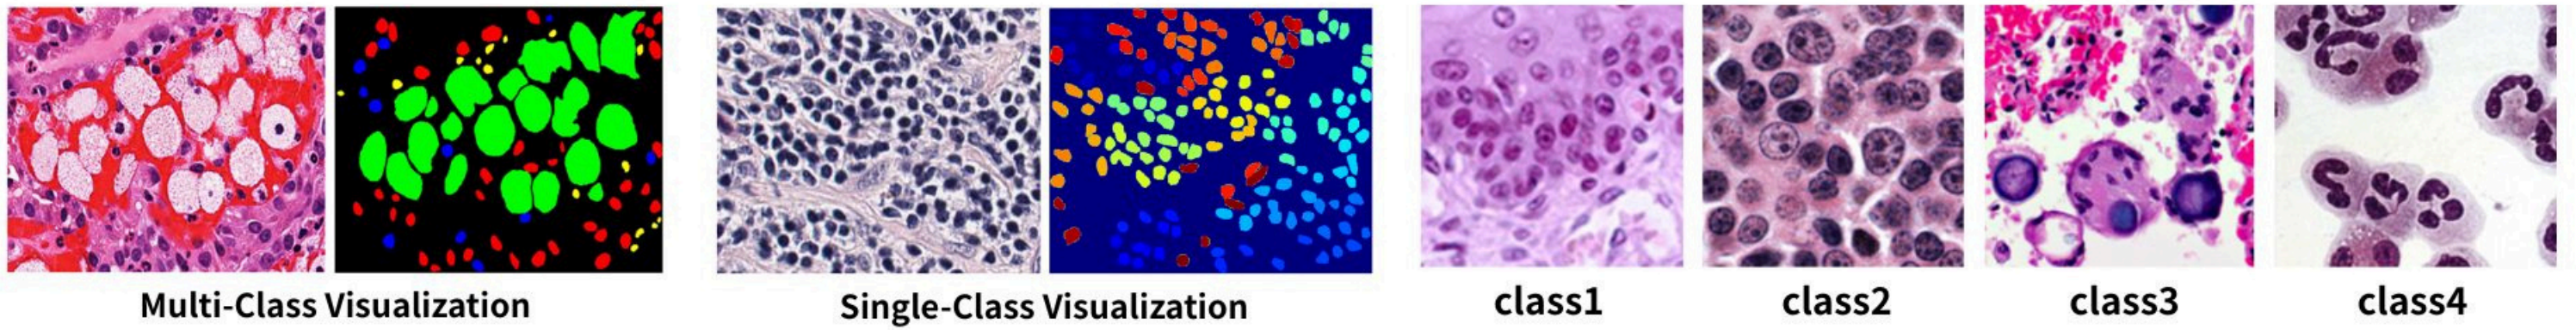 Multi-Class Visualization
Single-Class Visualization
class1
class2
class3
class4